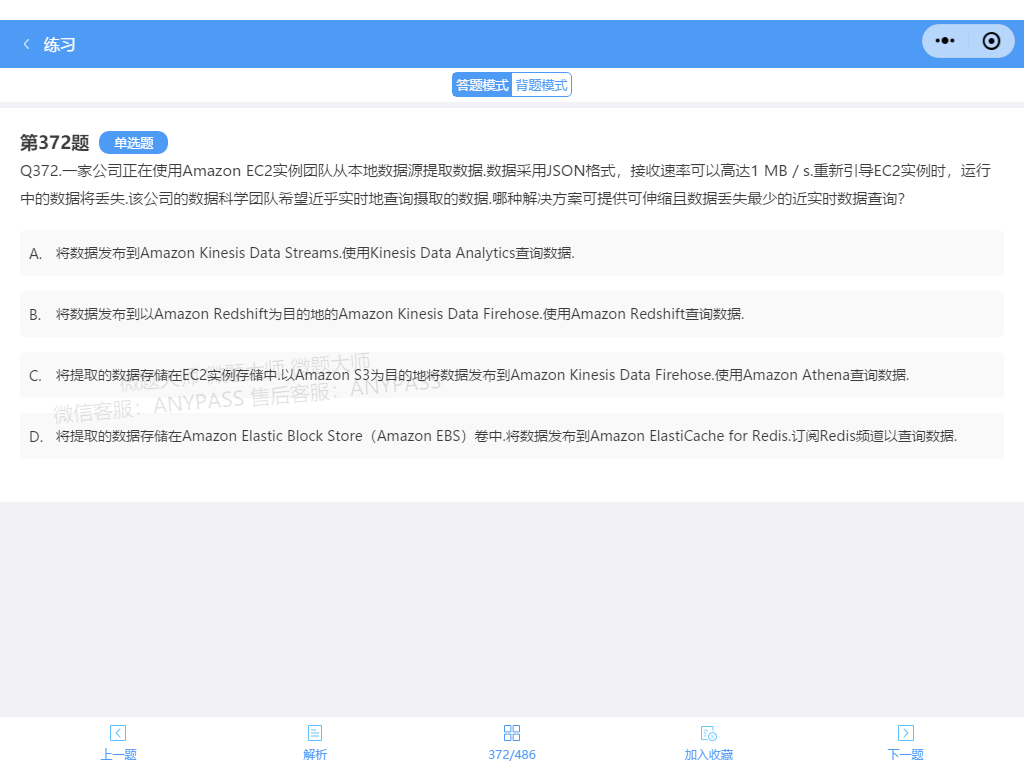 练习
答题模式 背题模式
第372题 单选题
Q372.一家公司正在使用Amazon EC2实例团队从本地数据源提取数据.数据采用JSON格式，接收速率可以高达1 MB / s.重新引导EC2实例时，运行
中的数据将丢失.该公司的数据科学团队希望近乎实时地查询摄取的数据.哪种解决方案可提供可伸缩且数据丢失最少的近实时数据查询？
A. 将数据发布到Amazon Kinesis Data Streams.使用Kinesis Data Analytics查询数据.
B. 将数据发布到以Amazon Redshift为目的地的Amazon Kinesis Data Firehose.使用Amazon Redshift查询数据.
C. 将提取的数据存储在EC2实例存储中.以Amazon S3为目的地将数据发布到Amazon Kinesis Data Firehose.使用Amazon Athena查询数据.
微题大师 微题大师 微题大师
微信客服：ANYPASS 售后客服：ANYPASS
D. 将提取的数据存储在Amazon Elastic Block Store（Amazon EBS）卷中.将数据发布到Amazon ElastiCache for Redis.订阅Redis频道以查询数据.
上一题 解析 372/486 加入收藏 下一题